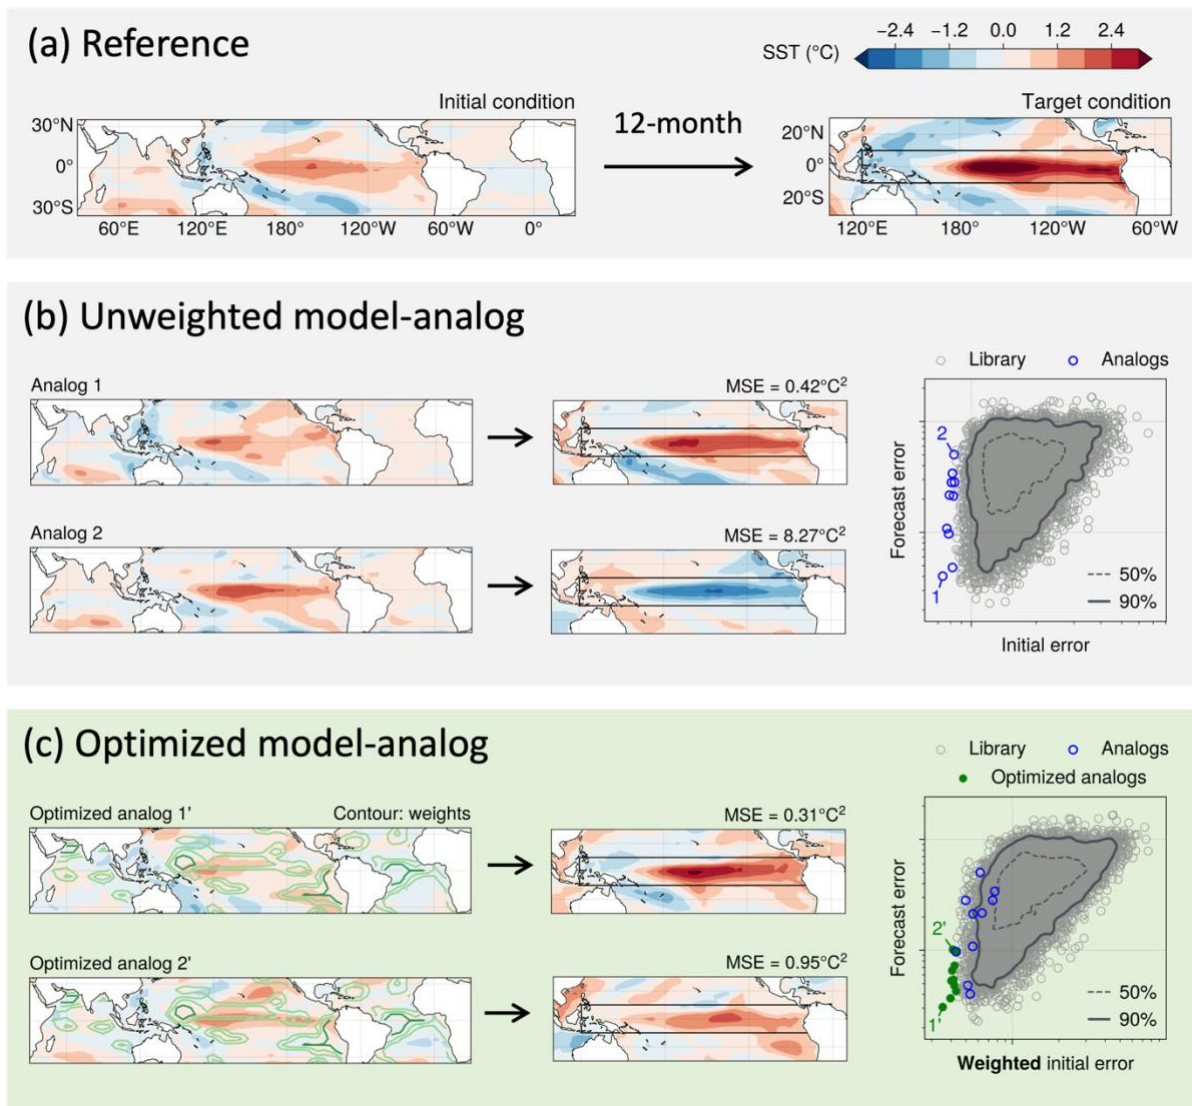 (a) Reference
−2.4 −1.2 0.0 1.2 2.4
SST (°C)
Initial condition
12-month
Target condition
30°N
0°
30°S
60°E 120°E 180° 120°W 60°W 0°
20°N
0°
20°S
120°E 180° 120°W 60°W
(b) Unweighted model-analog
Analog 1
MSE = 0.42°C²
Analog 2
MSE = 8.27°C²
Library Analogs
2
1
50%
90%
Forecast error
Initial error
(c) Optimized model-analog
Optimized analog 1' Contour: weights
MSE = 0.31°C²
Optimized analog 2'
MSE = 0.95°C²
Library Analogs
Optimized analogs
2'
1'
50%
90%
Forecast error
Weighted initial error